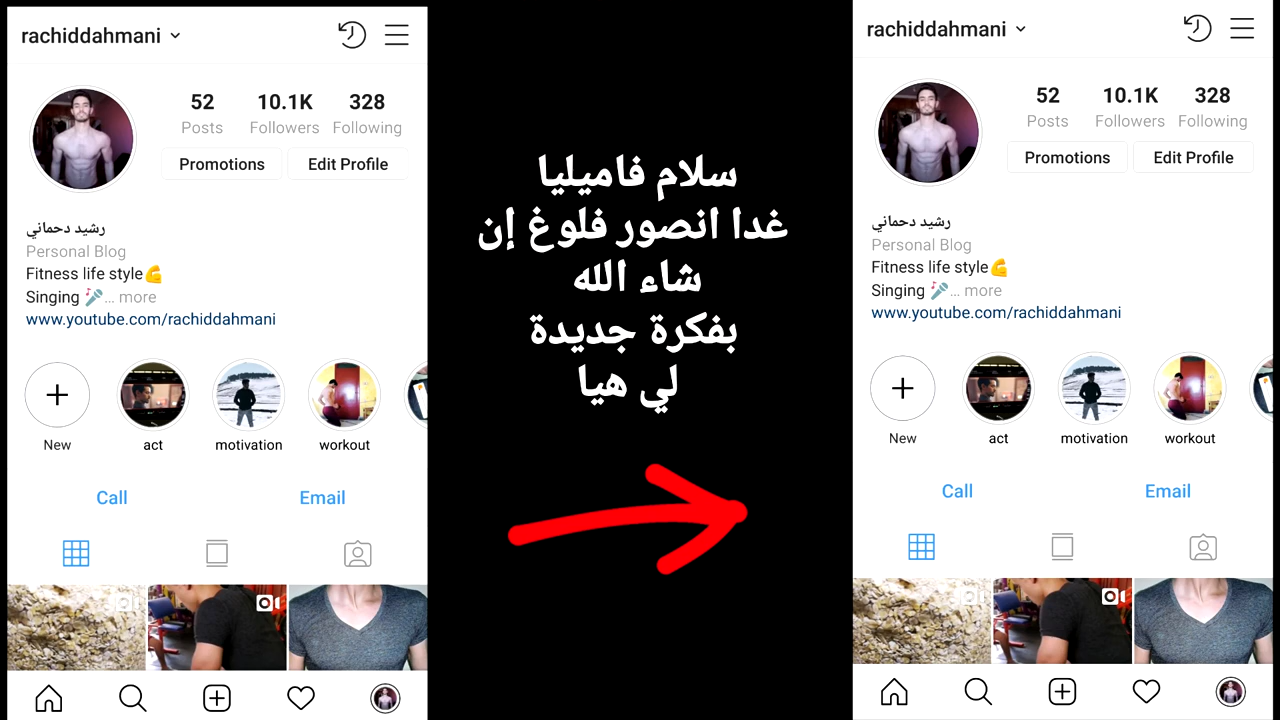 rachiddahmani
52 10.1K 328
Posts Followers Following
Promotions Edit Profile
رشيد دحماني
Personal Blog
Fitness life style💪
Singing 🎤... more
www.youtube.com/rachiddahmani
New act motivation workout
Call Email
سلام فاميليا
غدا انصور فلوغ إن
شاء الله
بفكرة جديدة
لي هيا
rachiddahmani
52 10.1K 328
Posts Followers Following
Promotions Edit Profile
رشيد دحماني
Personal Blog
Fitness life style💪
Singing 🎤... more
www.youtube.com/rachiddahmani
New act motivation workout
Call Email